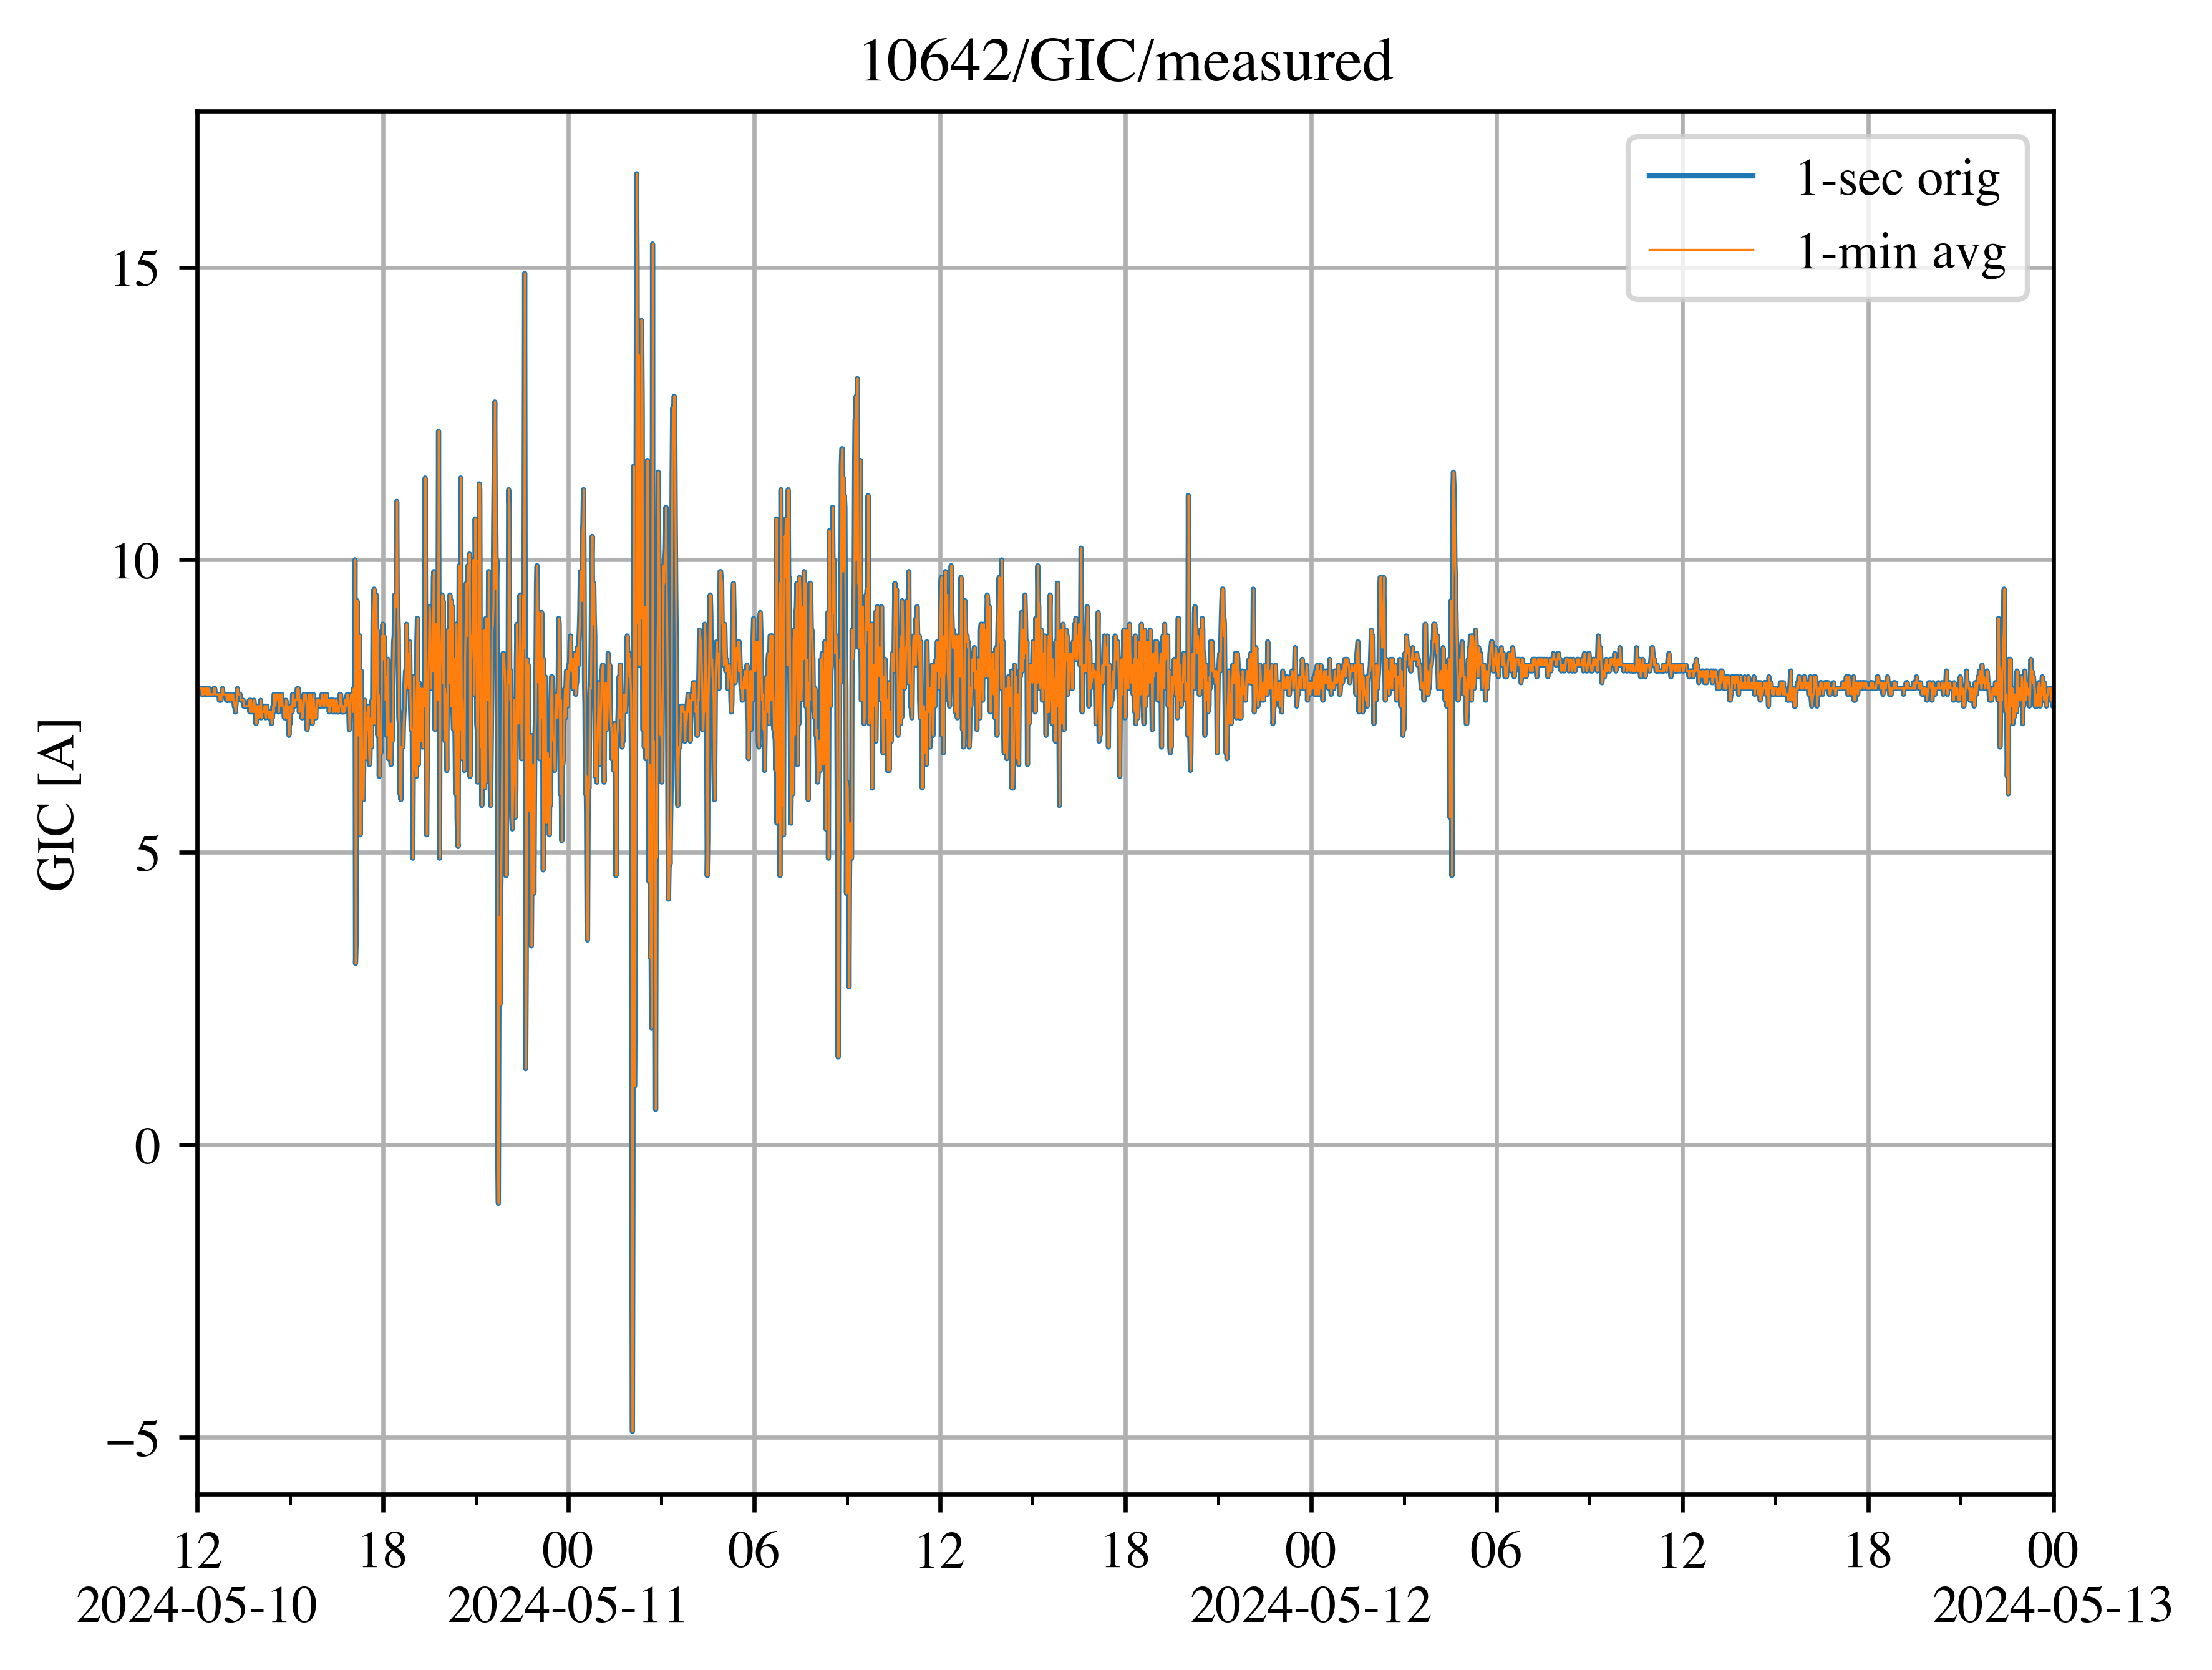 10642/GIC/measured
1-sec orig
1-min avg
GIC [A]
15
10
5
0
−5
12 18 00 06 12 18 00 06 12 18 00
2024-05-10 2024-05-11 2024-05-12 2024-05-13